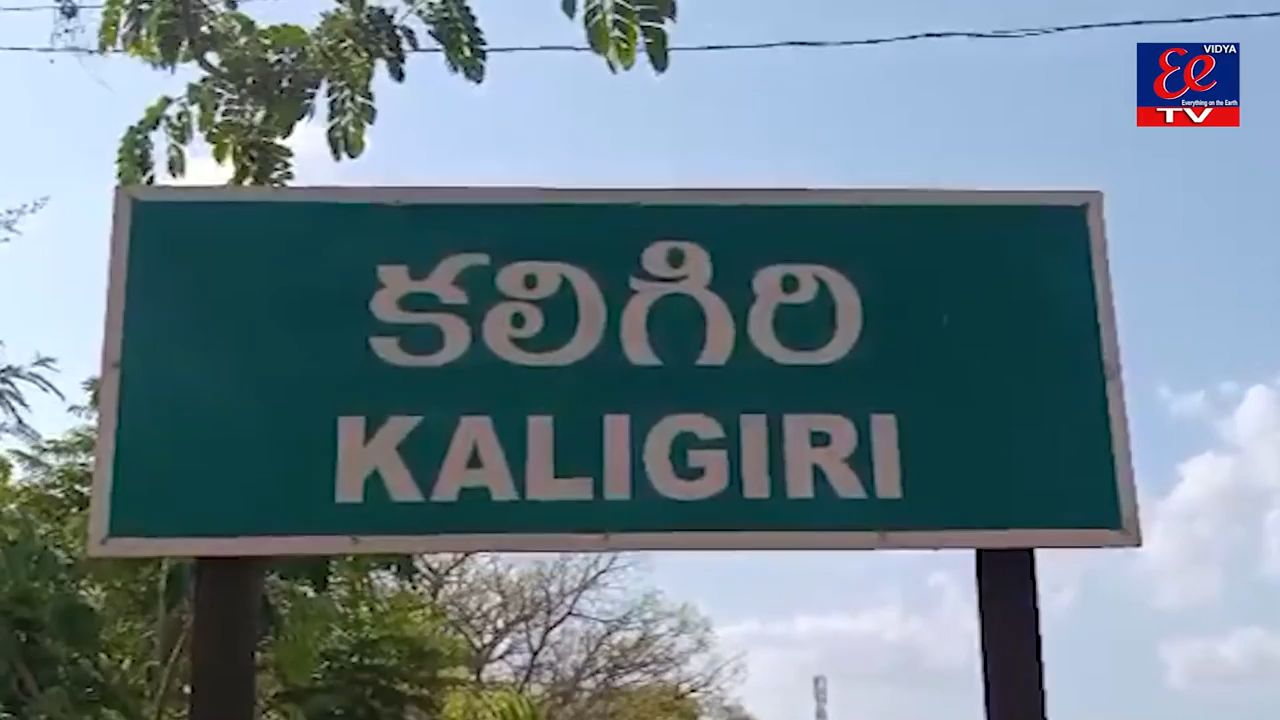 VIDYA
Ee
Everything on the Earth
TV
కలిగిరి
KALIGIRI